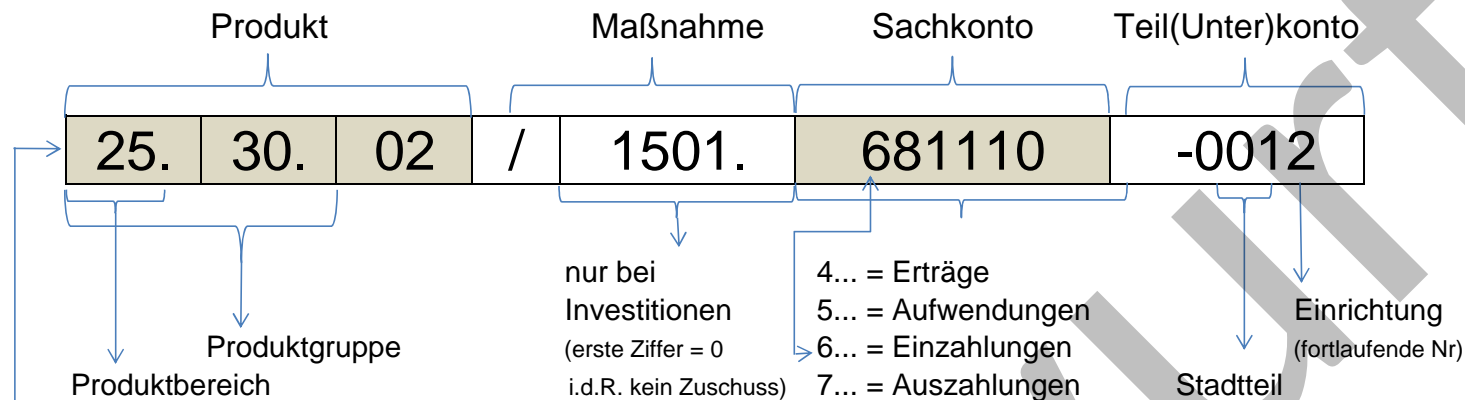 Produkt Maßnahme Sachkonto Teil(Unter)konto
25. 30. 02 / 1501. 681110 -0012
nur bei
Investitionen
(erste Ziffer = 0
i.d.R. kein Zuschuss)
4... = Erträge
5... = Aufwendungen
6... = Einzahlungen
7... = Auszahlungen
Einrichtung
(fortlaufende Nr)
Produktgruppe
Produktbereich
Stadtteil